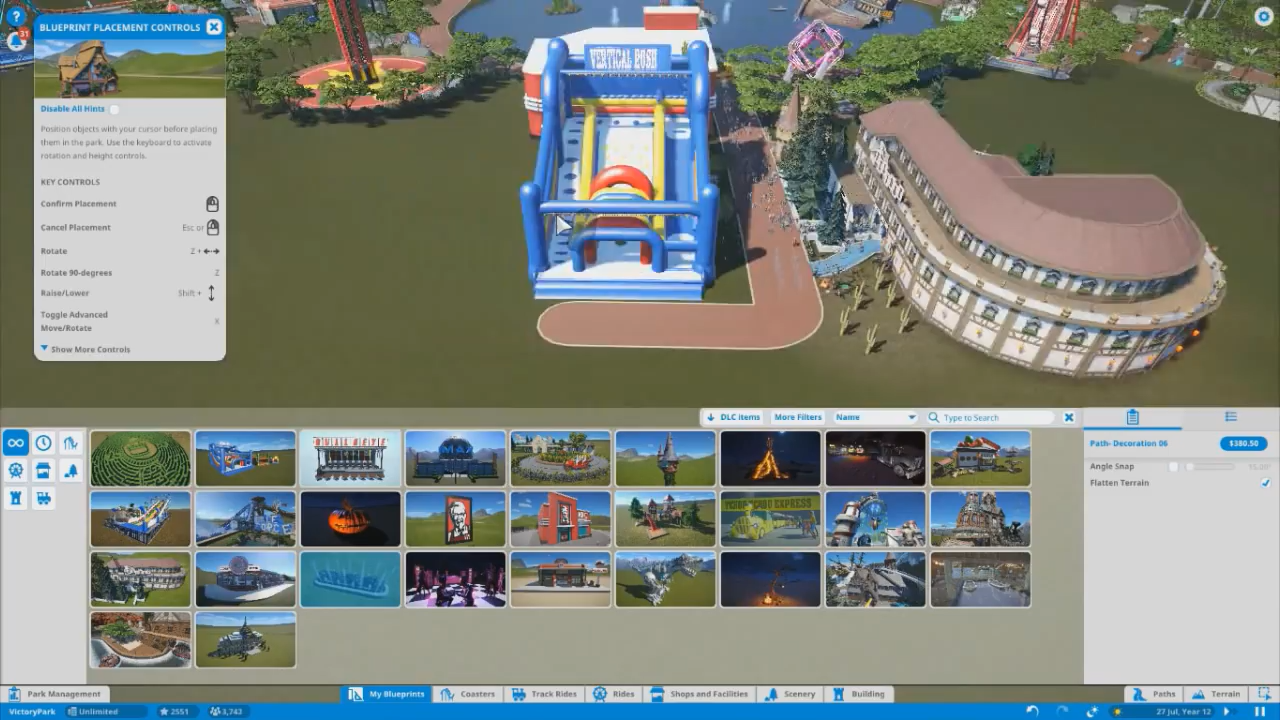 ?
31
BLUEPRINT PLACEMENT CONTROLS
Disable All Hints
Position objects with your cursor before placing
them in the park. Use the keyboard to activate
rotation and height controls.
KEY CONTROLS
Confirm Placement
Cancel Placement Esc or
Rotate Z +
Rotate 90-degrees Z
Raise/Lower Shift +
Toggle Advanced
Move/Rotate X
Show More Controls
VERTICAL RUSH
DLC Items More Filters Name Type to Search
Path- Decoration 06 $380.50
Angle Snap
Flatten Terrain
Park Management My Blueprints Coasters Track Rides Rides Shops and Facilities Scenery Building Paths Terrain
VictoryPark Unlimited 2551 3,743 27 Jul, Year 12